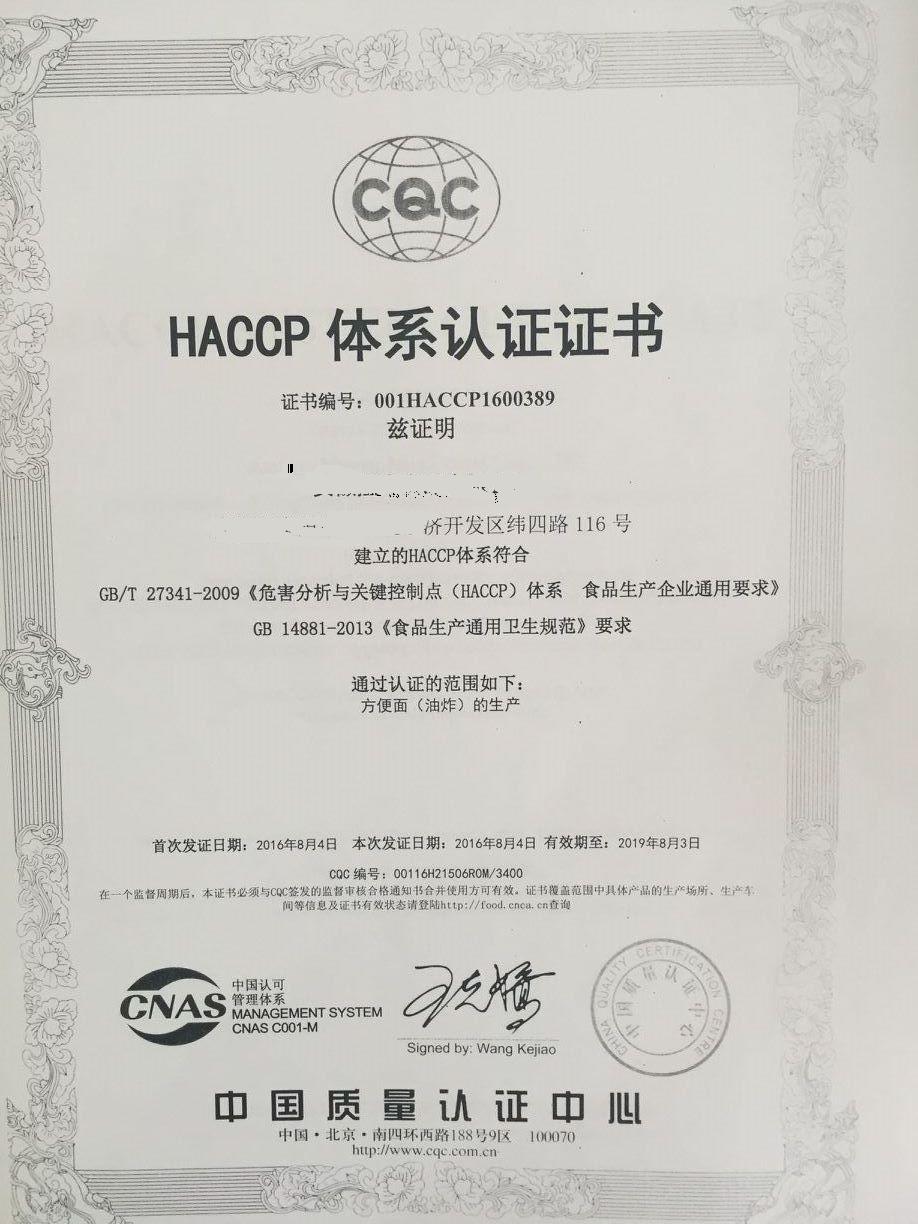 CQC
HACCP 体系认证证书
证书编号：001HACCP1600389
兹证明
济开发区纬四路 116 号
建立的HACCP体系符合
GB/T 27341-2009《危害分析与关键控制点（HACCP）体系　食品生产企业通用要求》
GB 14881-2013《食品生产通用卫生规范》要求
通过认证的范围如下：
方便面（油炸）的生产
首次发证日期：2016年8月4日 本次发证日期：2016年8月4日 有效期至：2019年8月3日
CQC 编号：00116H21506R0M/3400
在一个监督周期后，本证书必须与CQC签发的监督审核合格通知书合并使用方可有效。证书覆盖范围中具体产品的生产场所、生产车
间等信息及证书有效状态请登陆http://food.cnca.cn查询
CNAS
中国认可
管理体系
MANAGEMENT SYSTEM
CNAS C001-M
王克娇
Signed by: Wang Kejiao
CHINA QUALITY CERTIFICATION CENTRE
中国质量认证中心
中国质量认证中心
中国·北京·南四环西路188号9区 100070
http://www.cqc.com.cn